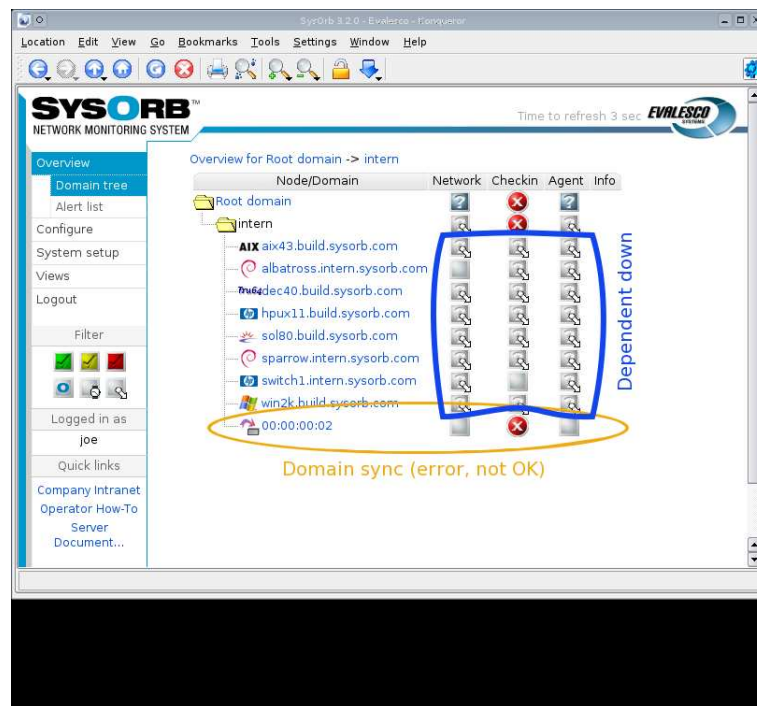 SysOrb 3.2.0 - Evalesco - Konqueror
Location Edit View Go Bookmarks Tools Settings Window Help
SYSORB™
NETWORK MONITORING SYSTEM
Time to refresh 3 sec
EVALESCO
SYSTEMS
Overview
Domain tree
Alert list
Configure
System setup
Views
Logout
Filter
Logged in as
joe
Quick links
Company Intranet
Operator How-To
Server
Document...
Overview for Root domain -> intern
Node/Domain Network Checkin Agent Info
Root domain
intern
AIX aix43.build.sysorb.com
albatross.intern.sysorb.com
Tru64 dec40.build.sysorb.com
hp hpux11.build.sysorb.com
sol80.build.sysorb.com
sparrow.intern.sysorb.com
hp switch1.intern.sysorb.com
win2k.build.sysorb.com
00:00:00:02
Dependent down
Domain sync (error, not OK)